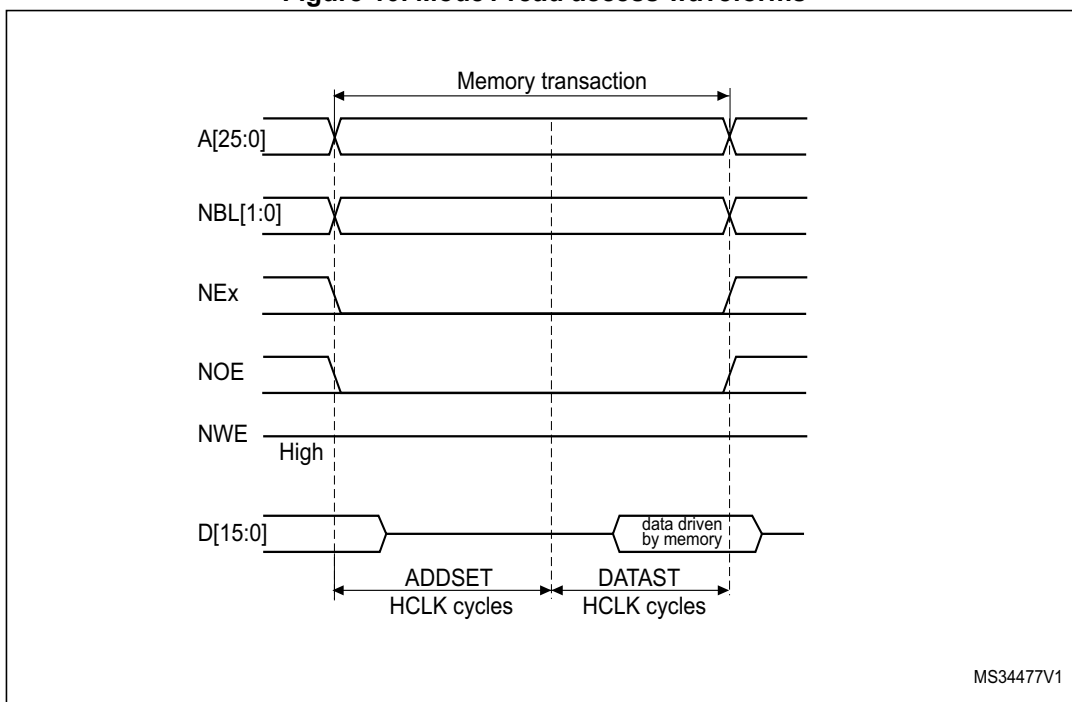 Memory transaction
A[25:0]
NBL[1:0]
NEx
NOE
NWE
High
D[15:0]
data driven
by memory
ADDSET DATAST
HCLK cycles HCLK cycles
MS34477V1